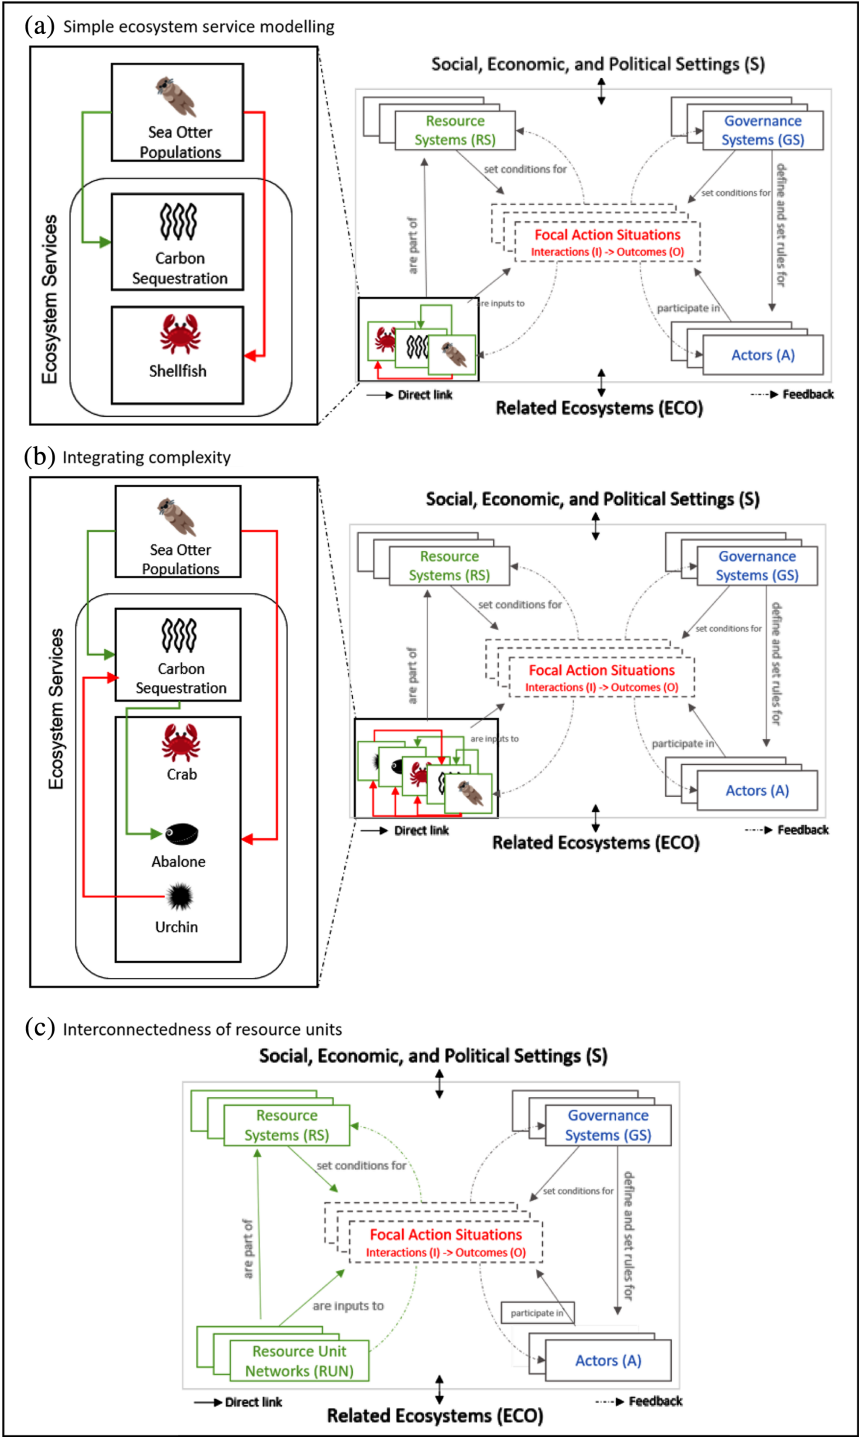 (a) Simple ecosystem service modelling
Sea Otter
Populations
Ecosystem Services
Carbon
Sequestration
Shellfish
Social, Economic, and Political Settings (S)
Resource
Systems (RS)
Governance
Systems (GS)
set conditions for
set conditions for
define and set rules for
are part of
Focal Action Situations
Interactions (I) -> Outcomes (O)
are inputs to
participate in
Actors (A)
Direct link
Feedback
Related Ecosystems (ECO)
(b) Integrating complexity
Sea Otter
Populations
Ecosystem Services
Carbon
Sequestration
Crab
Abalone
Urchin
Social, Economic, and Political Settings (S)
Resource
Systems (RS)
Governance
Systems (GS)
set conditions for
set conditions for
define and set rules for
are part of
Focal Action Situations
Interactions (I) -> Outcomes (O)
are inputs to
participate in
Actors (A)
Direct link
Feedback
Related Ecosystems (ECO)
(c) Interconnectedness of resource units
Social, Economic, and Political Settings (S)
Resource
Systems (RS)
Governance
Systems (GS)
set conditions for
set conditions for
define and set rules for
are part of
Focal Action Situations
Interactions (I) -> Outcomes (O)
are inputs to
participate in
Resource Unit
Networks (RUN)
Actors (A)
Direct link
Feedback
Related Ecosystems (ECO)